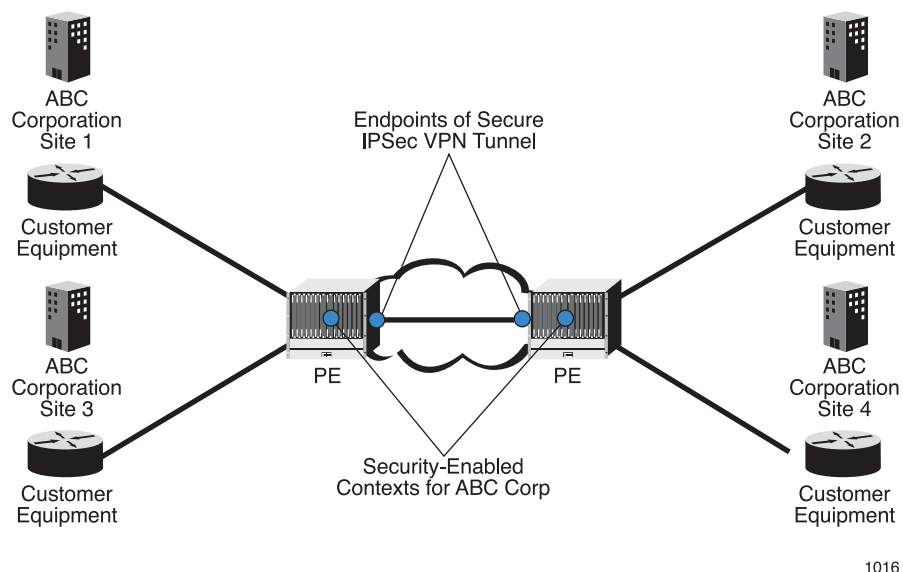 ABC
Corporation
Site 1
Customer
Equipment
ABC
Corporation
Site 3
Customer
Equipment
Endpoints of Secure
IPSec VPN Tunnel
PE
PE
Security-Enabled
Contexts for ABC Corp
ABC
Corporation
Site 2
Customer
Equipment
ABC
Corporation
Site 4
Customer
Equipment
1016